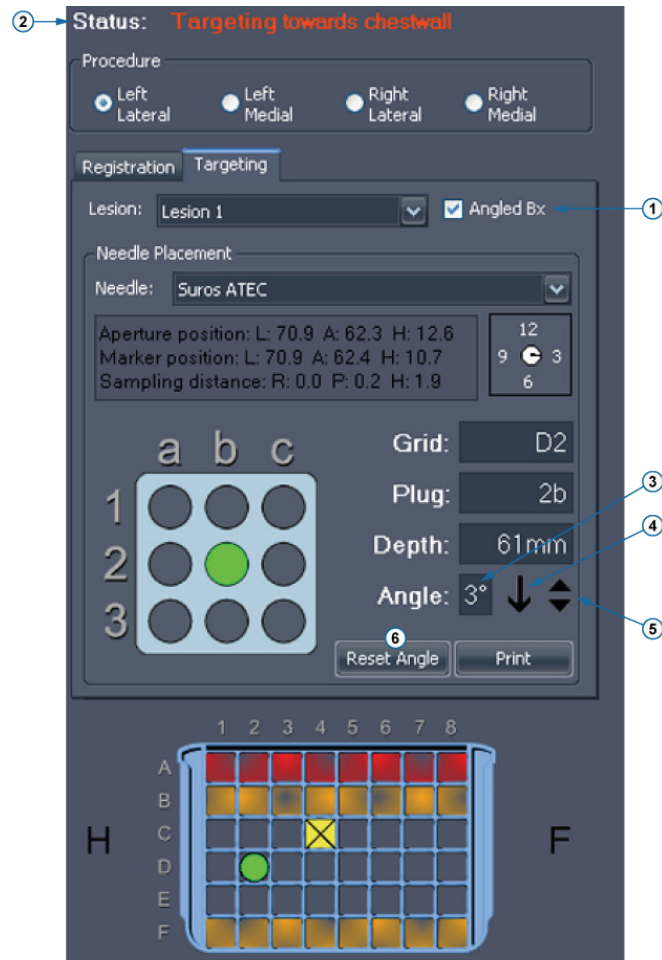 2
Status: Targeting towards chestwall
Procedure
Left Lateral
Left Medial
Right Lateral
Right Medial
Registration Targeting
Lesion: Lesion 1 Angled Bx 1
Needle Placement
Needle: Suros ATEC
Aperture position: L: 70.9 A: 62.3 H: 12.6
Marker position: L: 70.9 A: 62.4 H: 10.7
Sampling distance: R: 0.0 P: 0.2 H: 1.9
12
9 3
6
a b c
1
2
3
Grid: D2
Plug: 2b
3
Depth: 61mm
4
Angle: 3°
5
6
Reset Angle Print
1 2 3 4 5 6 7 8
A
B
C
D
E
F
H F